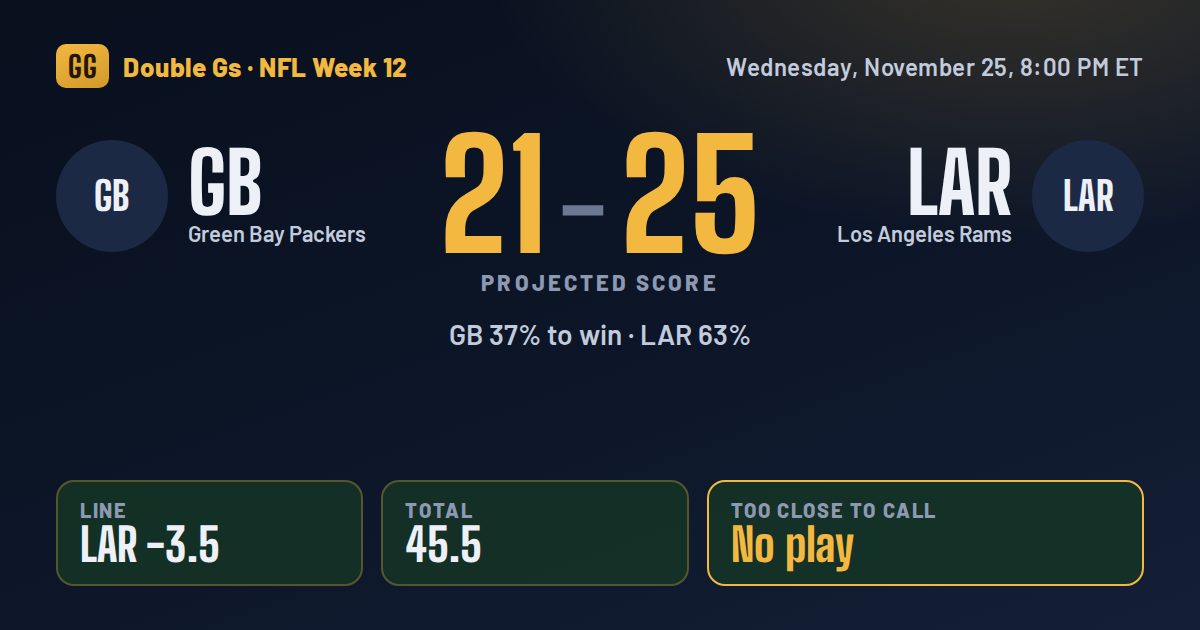 GG Double Gs · NFL Week 12
Wednesday, November 25, 8:00 PM ET
GB
GB
Green Bay Packers
21 – 25
PROJECTED SCORE
GB 37% to win · LAR 63%
LAR
Los Angeles Rams
LAR
LINE
LAR −3.5
TOTAL
45.5
TOO CLOSE TO CALL
No play